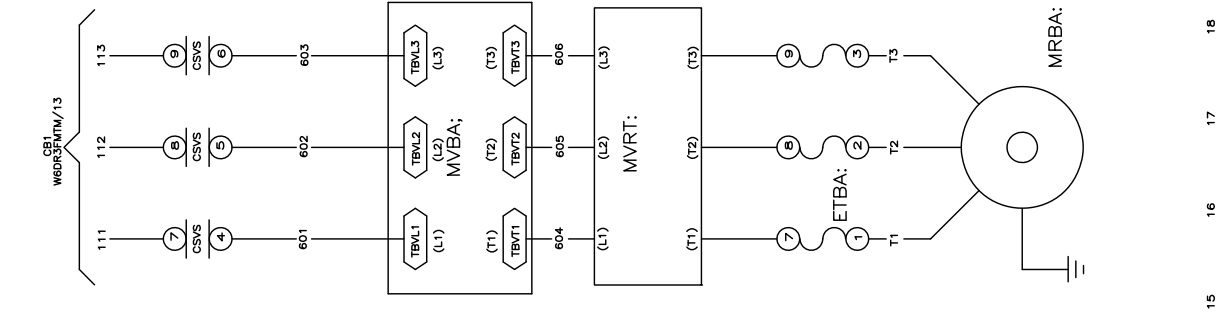 CB1
W6DR3FMTM/13
111 112 113
7 8 9
CSVS CSVS CSVS
4 5 6
601 602 603
TBVL1 TBVL2 TBVL3
(L1) (L2) (L3)
MVBA;
(T1) (T2) (T3)
TBVT1 TBVT2 TBVT3
604 605 606
(L1) (L2) (L3)
MVRT:
(T1) (T2) (T3)
7 8 9
ETBA:
1 2 3
T1 T2 T3
MRBA:
15 16 17 18